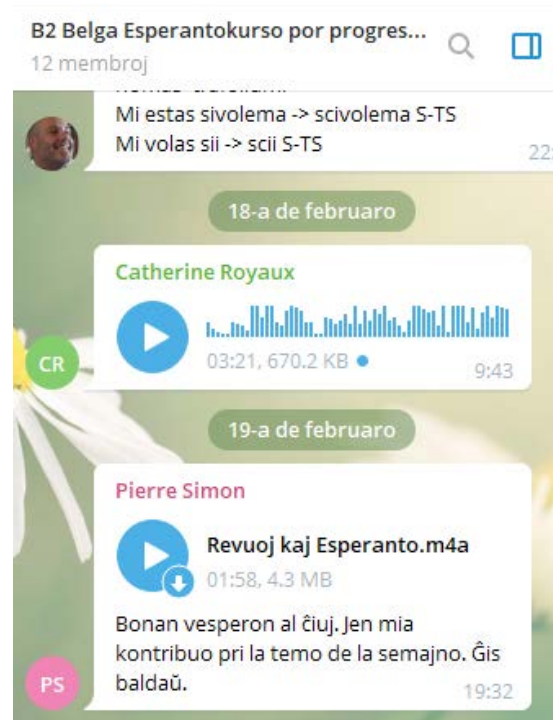 B2 Belga Esperantokurso por progres...
12 membroj
Mi estas sivolema -> scivolema S-TS
Mi volas sii -> scii S-TS
22:
18-a de februaro
Catherine Royaux
03:21, 670.2 KB
CR
9:43
19-a de februaro
Pierre Simon
Revuoj kaj Esperanto.m4a
01:58, 4.3 MB
Bonan vesperon al ĉiuj. Jen mia
kontribuo pri la temo de la semajno. Ĝis
baldaŭ.
PS
19:32